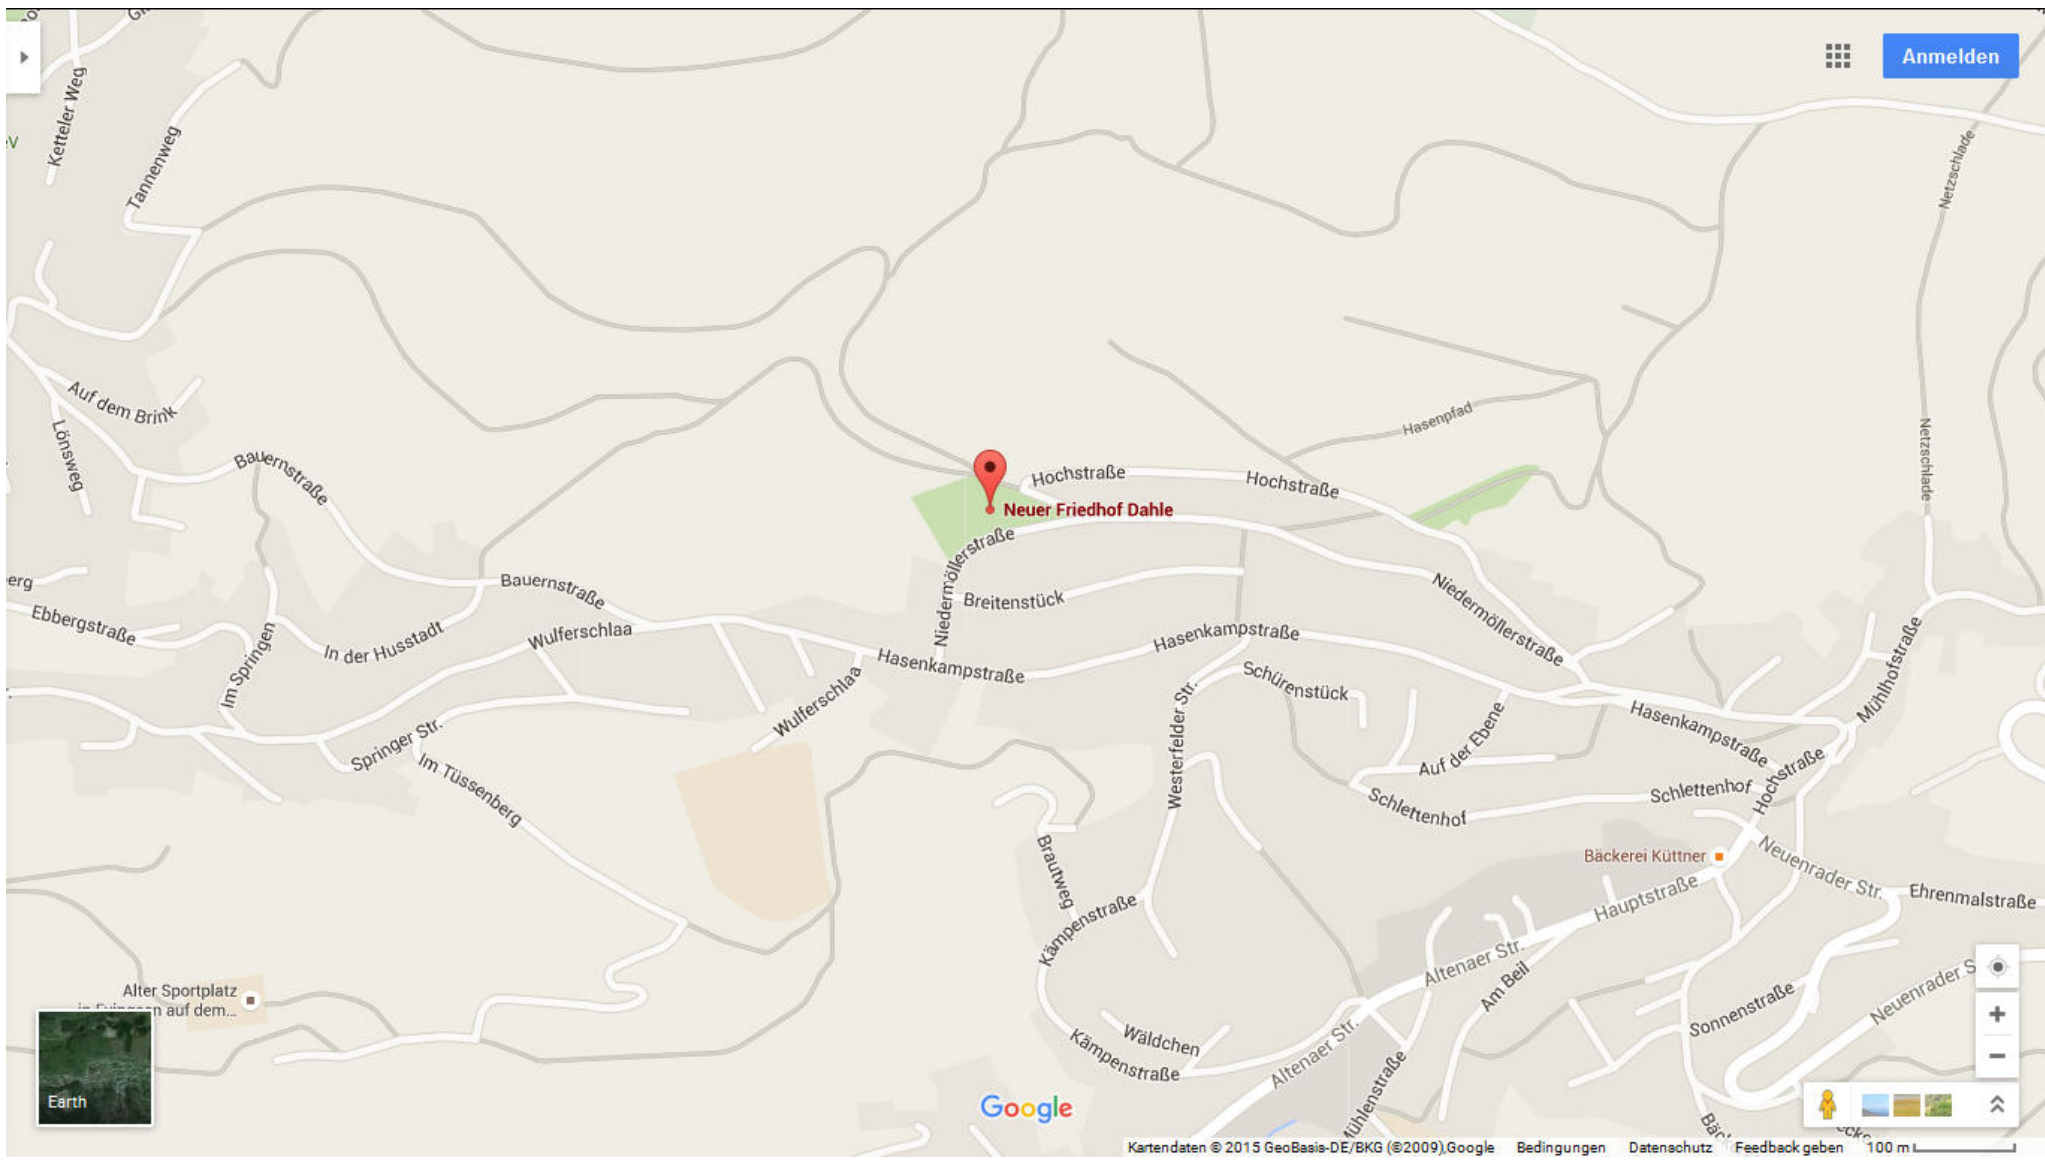 Anmelden
Ketteler Weg
Tannenweg
Netzschlade
Auf dem Brink
Lönsweg
Hasenpfad
Netzschlade
Bauernstraße
Hochstraße
Hochstraße
Neuer Friedhof Dahle
Niedermöllerstraße
Bauernstraße
Breitenstück
Niedermöllerstraße
Ebbergstraße
Im Springen
In der Husstadt
Wulferschlaa
Hasenkampstraße
Hasenkampstraße
Mühlhofstraße
Wulferschlaa
Schürenstück
Westerfelder Str.
Auf der Ebene
Hasenkampstraße
Springer Str.
Im Tüssenberg
Schlettenhof
Schlettenhof
Hochstraße
Bäckerei Küttner
Neuenrader Str.
Brautweg
Kämpenstraße
Hauptstraße
Ehrenmalstraße
Altenaer Str.
Am Beil
Alter Sportplatz
auf dem...
Sonnenstraße
Neuenrader S
Wäldchen
Kämpenstraße
Altenaer Str.
Mühlenstraße
Earth
Google
Kartendaten © 2015 GeoBasis-DE/BKG (©2009),Google Bedingungen Datenschutz Feedback geben 100 m